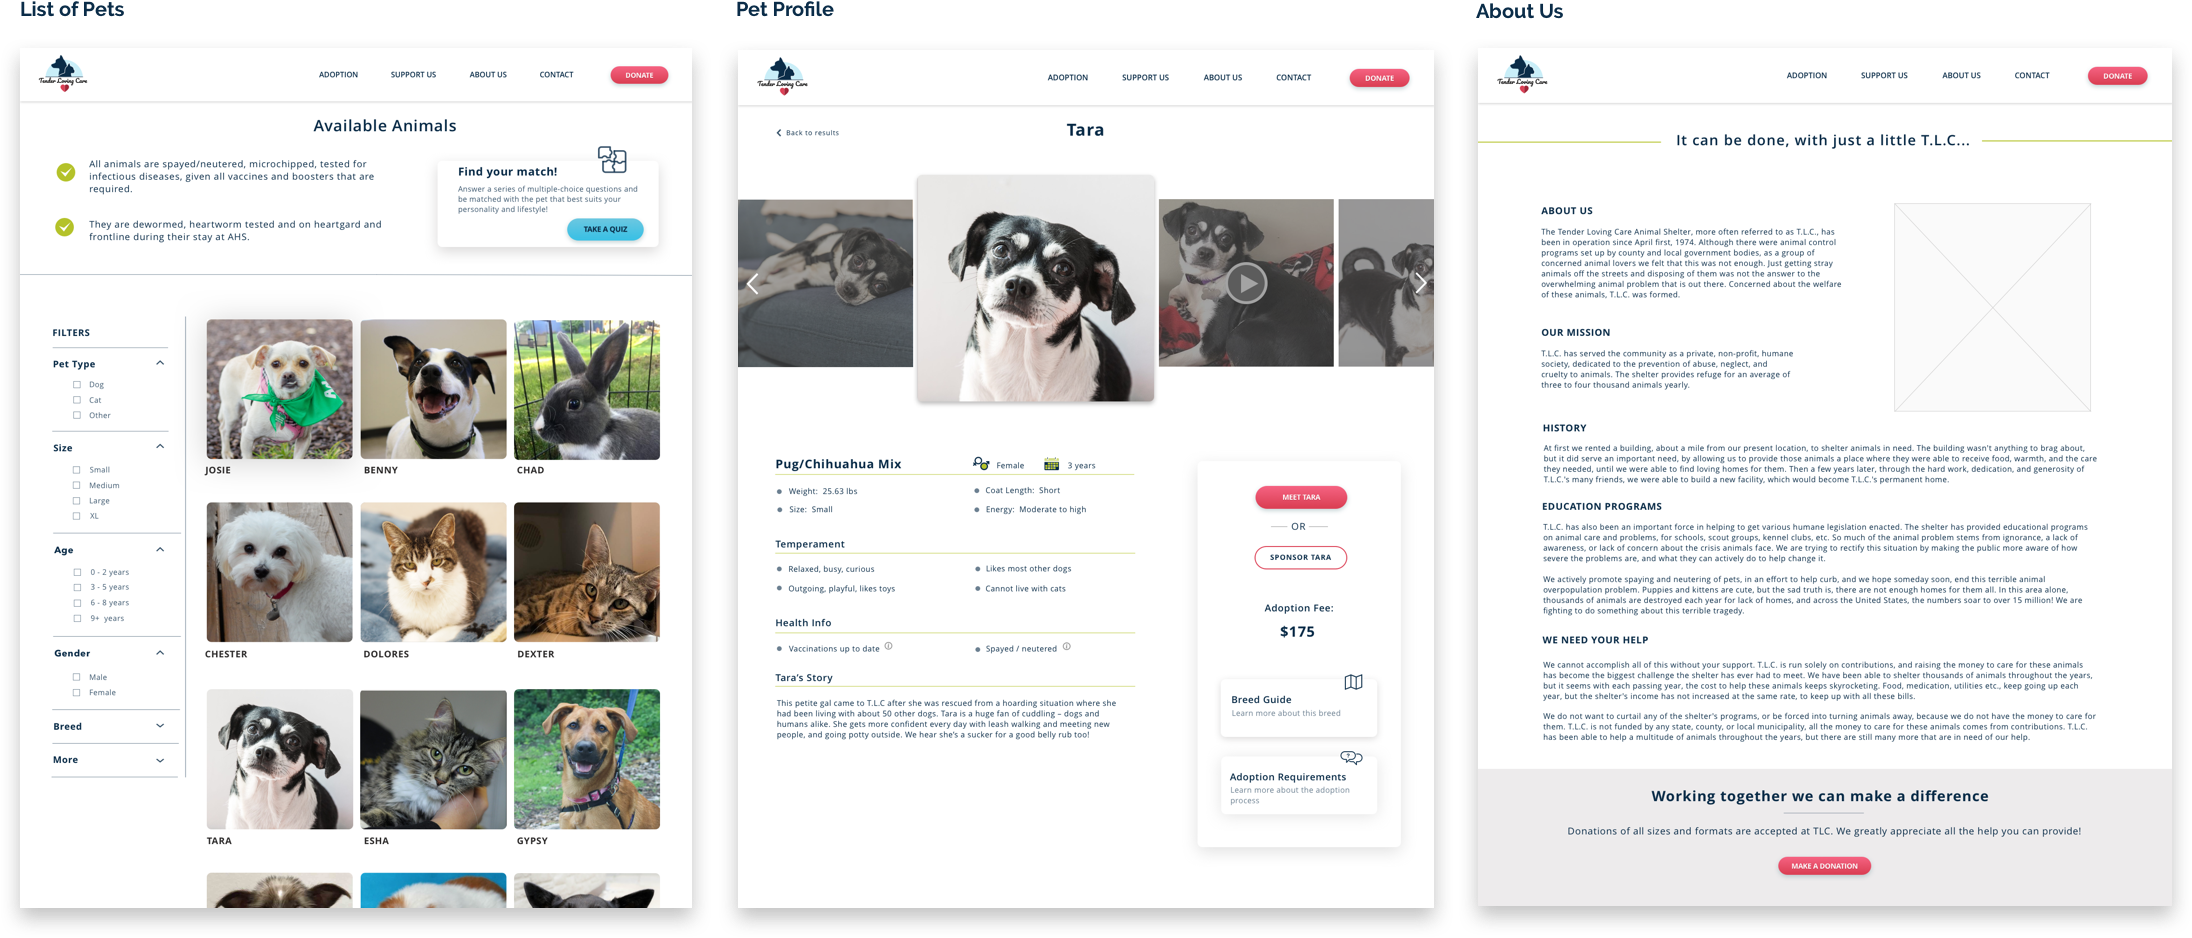 List of Pets
Tender Loving Care
ADOPTION
SUPPORT US
ABOUT US
CONTACT
DONATE
Available Animals
All animals are spayed/neutered, microchipped, tested for
infectious diseases, given all vaccines and boosters that are
required.
They are dewormed, heartworm tested and on heartgard and
frontline during their stay at AHS.
Find your match!
Answer a series of multiple-choice questions and
be matched with the pet that best suits your
personality and lifestyle!
TAKE A QUIZ
FILTERS
Pet Type
Dog
Cat
Other
Size
Small
Medium
Large
XL
Age
0 - 2 years
3 - 5 years
6 - 8 years
9+ years
Gender
Male
Female
Breed
More
JOSIE
BENNY
CHAD
CHESTER
DOLORES
DEXTER
TARA
ESHA
GYPSY
Pet Profile
Tender Loving Care
ADOPTION
SUPPORT US
ABOUT US
CONTACT
DONATE
Back to results
Tara
Pug/Chihuahua Mix
Female
3 years
Weight: 25.63 lbs
Coat Length: Short
Size: Small
Energy: Moderate to high
Temperament
Relaxed, busy, curious
Likes most other dogs
Outgoing, playful, likes toys
Cannot live with cats
Health Info
Vaccinations up to date
Spayed / neutered
Tara's Story
This petite gal came to T.L.C after she was rescued from a hoarding situation where she
had been living with about 50 other dogs. Tara is a huge fan of cuddling – dogs and
humans alike. She gets more confident every day with leash walking and meeting new
people, and going potty outside. We hear she's a sucker for a good belly rub too!
MEET TARA
OR
SPONSOR TARA
Adoption Fee:
$175
Breed Guide
Learn more about this breed
Adoption Requirements
Learn more about the adoption
process
About Us
Tender Loving Care
ADOPTION
SUPPORT US
ABOUT US
CONTACT
DONATE
It can be done, with just a little T.L.C...
ABOUT US
The Tender Loving Care Animal Shelter, more often referred to as T.L.C., has
been in operation since April first, 1974. Although there were animal control
programs set up by county and local government bodies, as a group of
concerned animal lovers we felt that this was not enough. Just getting stray
animals off the streets and disposing of them was not the answer to the
overwhelming animal problem that is out there. Concerned about the welfare
of these animals, T.L.C. was formed.
OUR MISSION
T.L.C. has served the community as a private, non-profit, humane
society, dedicated to the prevention of abuse, neglect, and
cruelty to animals. The shelter provides refuge for an average of
three to four thousand animals yearly.
HISTORY
At first we rented a building, about a mile from our present location, to shelter animals in need. The building wasn't anything to brag about,
but it did serve an important need, by allowing us to provide those animals a place where they were able to receive food, warmth, and the care
they needed, until we were able to find loving homes for them. Then a few years later, through the hard work, dedication, and generosity of
T.L.C.'s many friends, we were able to build a new facility, which would become T.L.C.'s permanent home.
EDUCATION PROGRAMS
T.L.C. has also been an important force in helping to get various humane legislation enacted. The shelter has provided educational programs
on animal care and problems, for schools, scout groups, kennel clubs, etc. So much of the animal problem stems from ignorance, a lack of
awareness, or lack of concern about the crisis animals face. We are trying to rectify this situation by making the public more aware of how
severe the problems are, and what they can actively do to help change it.
We actively promote spaying and neutering of pets, in an effort to help curb, and we hope someday soon, end this terrible animal
overpopulation problem. Puppies and kittens are cute, but the sad truth is, there are not enough homes for them all. In this area alone,
thousands of animals are destroyed each year for lack of homes, and across the United States, the numbers soar to over 15 million! We are
fighting to do something about this terrible tragedy.
WE NEED YOUR HELP
We cannot accomplish all of this without your support. T.L.C. is run solely on contributions, and raising the money to care for these animals
has become the biggest challenge the shelter has ever had to meet. We have been able to shelter thousands of animals throughout the years,
but it seems with each passing year, the cost to help these animals keeps skyrocketing. Food, medication, utilities etc., keep going up each
year, but the shelter's income has not increased at the same rate, to keep up with all these bills.
We do not want to curtail any of the shelter's programs, or be forced into turning animals away, because we do not have the money to care for
them. T.L.C. is not funded by any state, county, or local municipality, all the money to care for these animals comes from contributions. T.L.C.
has been able to help a multitude of animals throughout the years, but there are still many more that are in need of our help.
Working together we can make a difference
Donations of all sizes and formats are accepted at TLC. We greatly appreciate all the help you can provide!
MAKE A DONATION